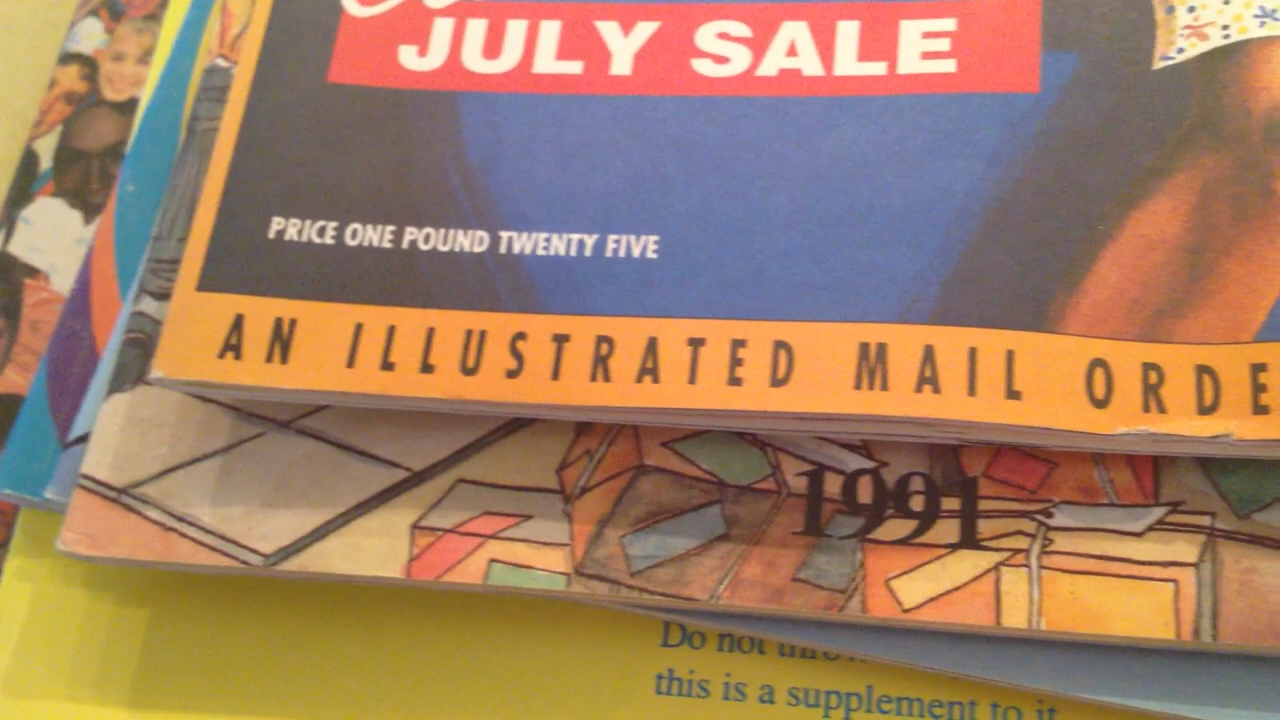 JULY SALE
PRICE ONE POUND TWENTY FIVE
AN ILLUSTRATED MAIL ORDE
1991
Do not throw
this is a supplement to it